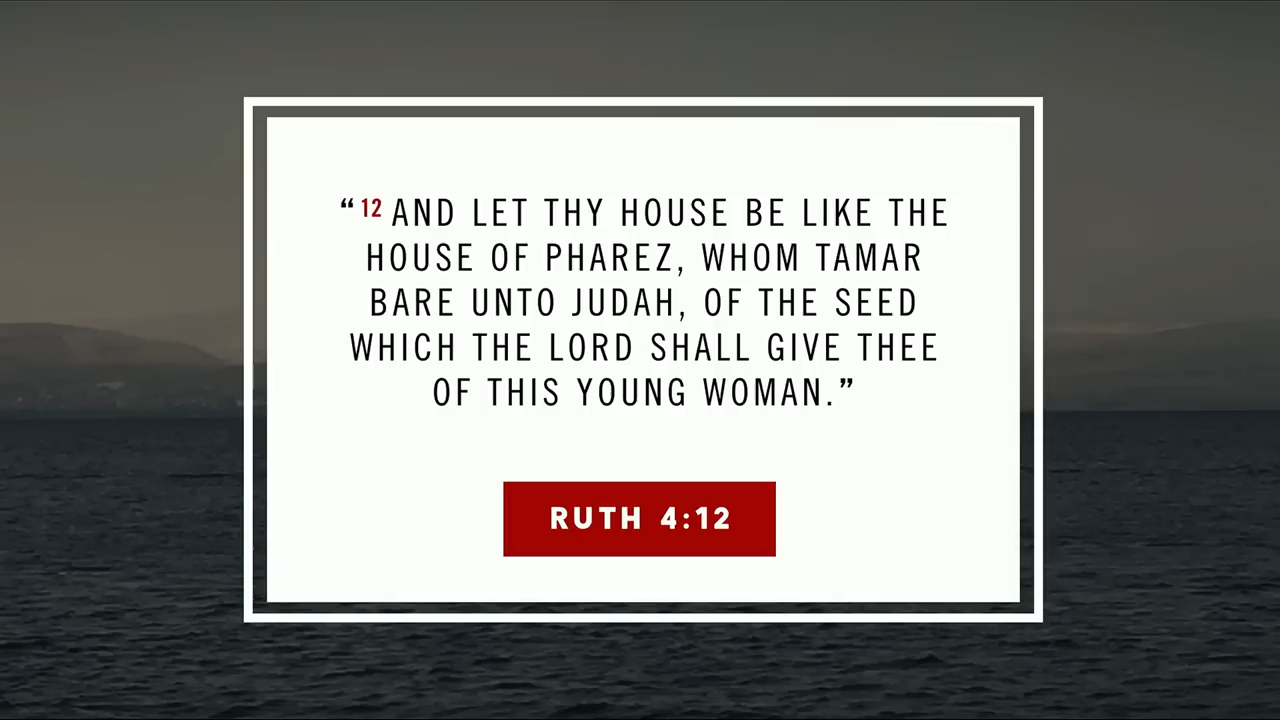 “12 AND LET THY HOUSE BE LIKE THE
HOUSE OF PHAREZ, WHOM TAMAR
BARE UNTO JUDAH, OF THE SEED
WHICH THE LORD SHALL GIVE THEE
OF THIS YOUNG WOMAN.”
RUTH 4:12